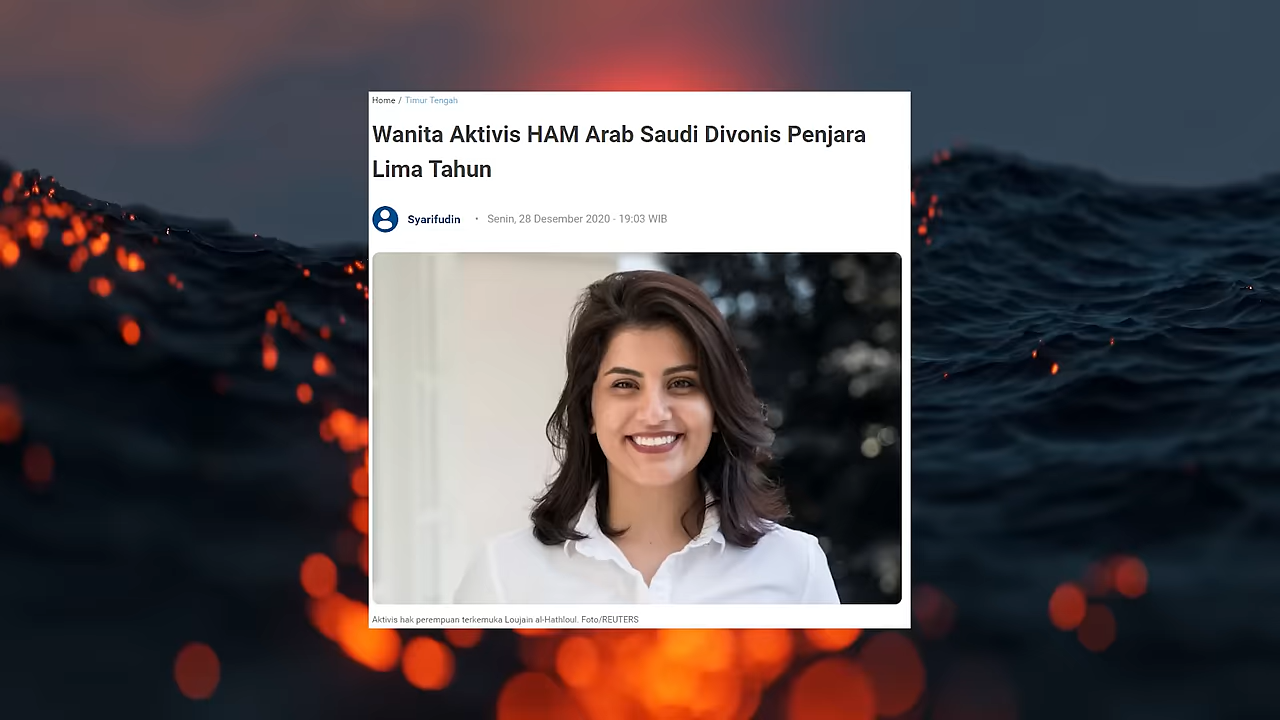 Home / Timur Tengah
Wanita Aktivis HAM Arab Saudi Divonis Penjara
Lima Tahun
Syarifudin • Senin, 28 Desember 2020 - 19:03 WIB
Aktivis hak perempuan terkemuka Loujain al-Hathloul. Foto/REUTERS